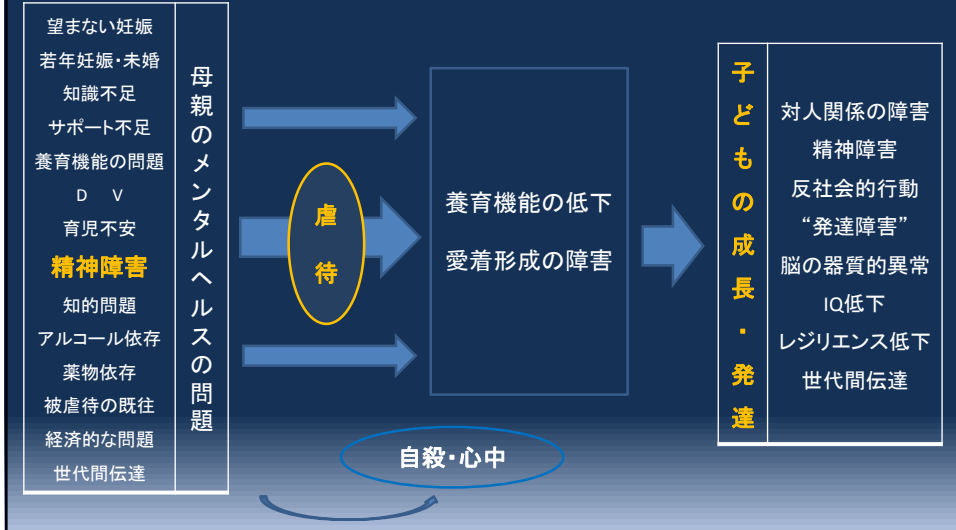 望まない妊娠
若年妊娠・未婚
知識不足
サポート不足
養育機能の問題
D V
育児不安
精神障害
知的問題
アルコール依存
薬物依存
被虐待の既往
経済的な問題
世代間伝達
母親のメンタルヘルスの問題
虐待
養育機能の低下
愛着形成の障害
自殺・心中
子どもの成長・発達
対人関係の障害
精神障害
反社会的行動
“発達障害”
脳の器質的異常
IQ低下
レジリエンス低下
世代間伝達